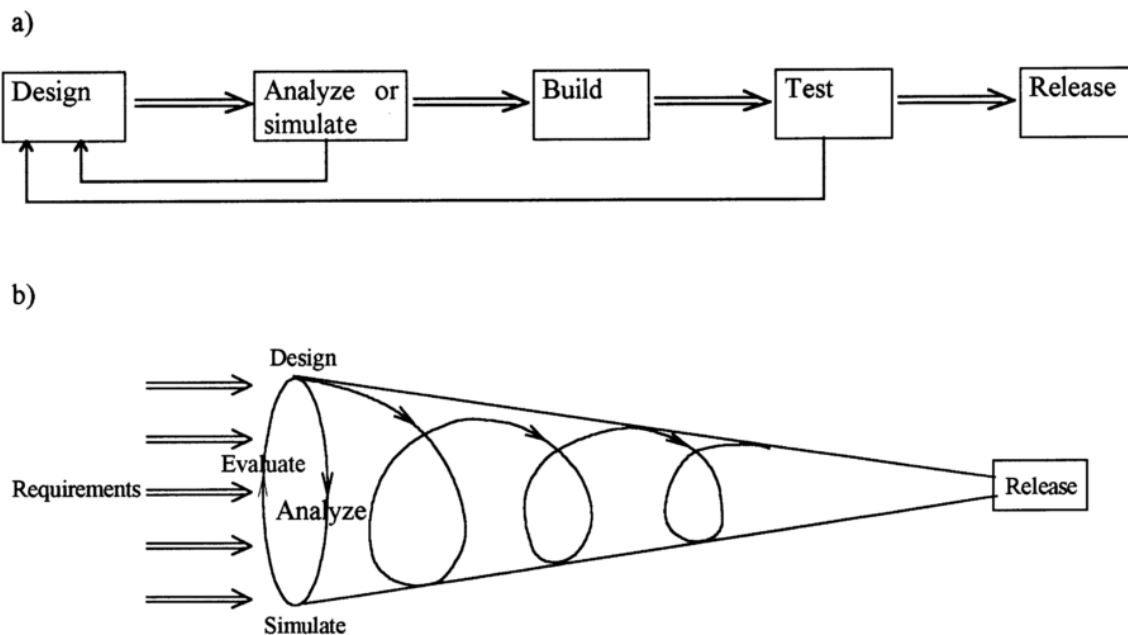 a)
Design
Analyze or
simulate
Build
Test
Release
b)
Design
Evaluate
Requirements
Analyze
Release
Simulate